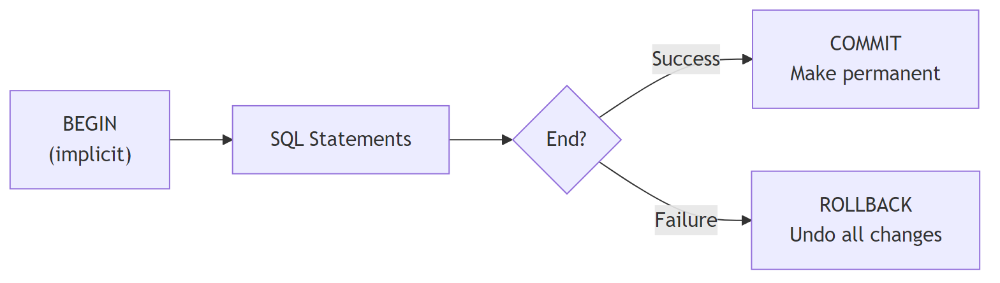 BEGIN
(implicit)
SQL Statements
End?
Success
COMMIT
Make permanent
Failure
ROLLBACK
Undo all changes